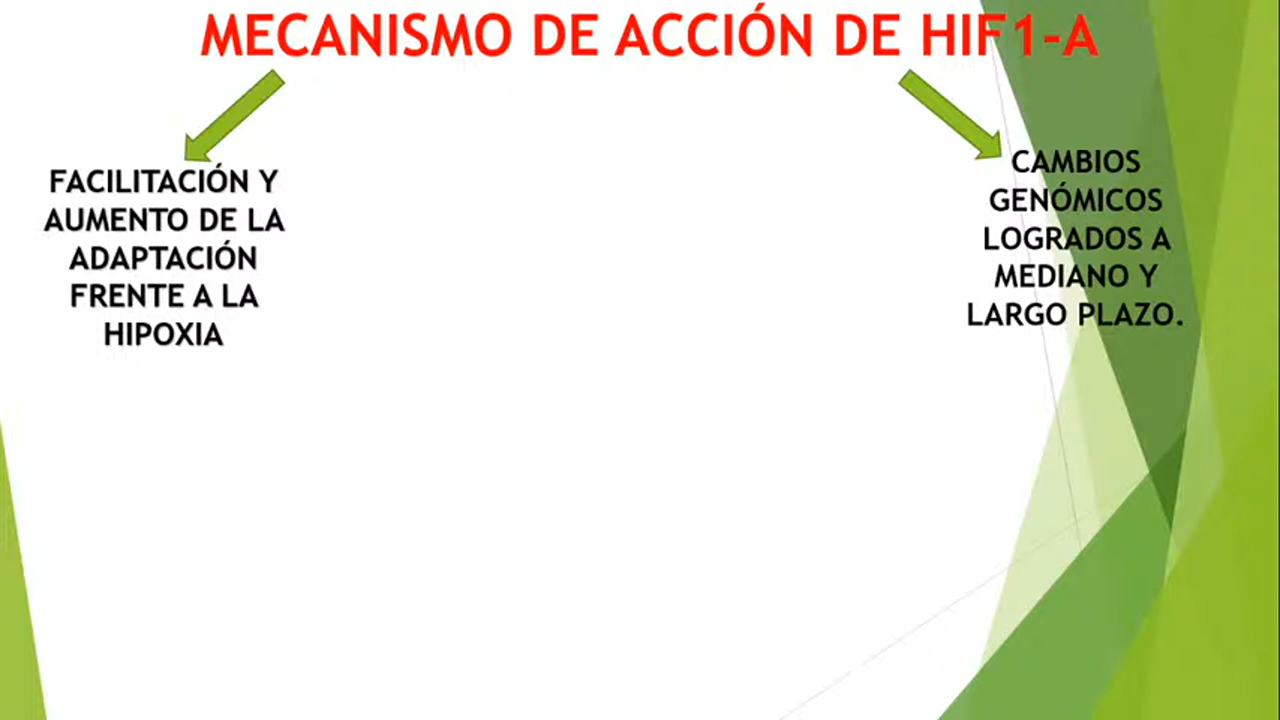 MECANISMO DE ACCIÓN DE HIF1-A
FACILITACIÓN Y
AUMENTO DE LA
ADAPTACIÓN
FRENTE A LA
HIPOXIA
CAMBIOS
GENÓMICOS
LOGRADOS A
MEDIANO Y
LARGO PLAZO.